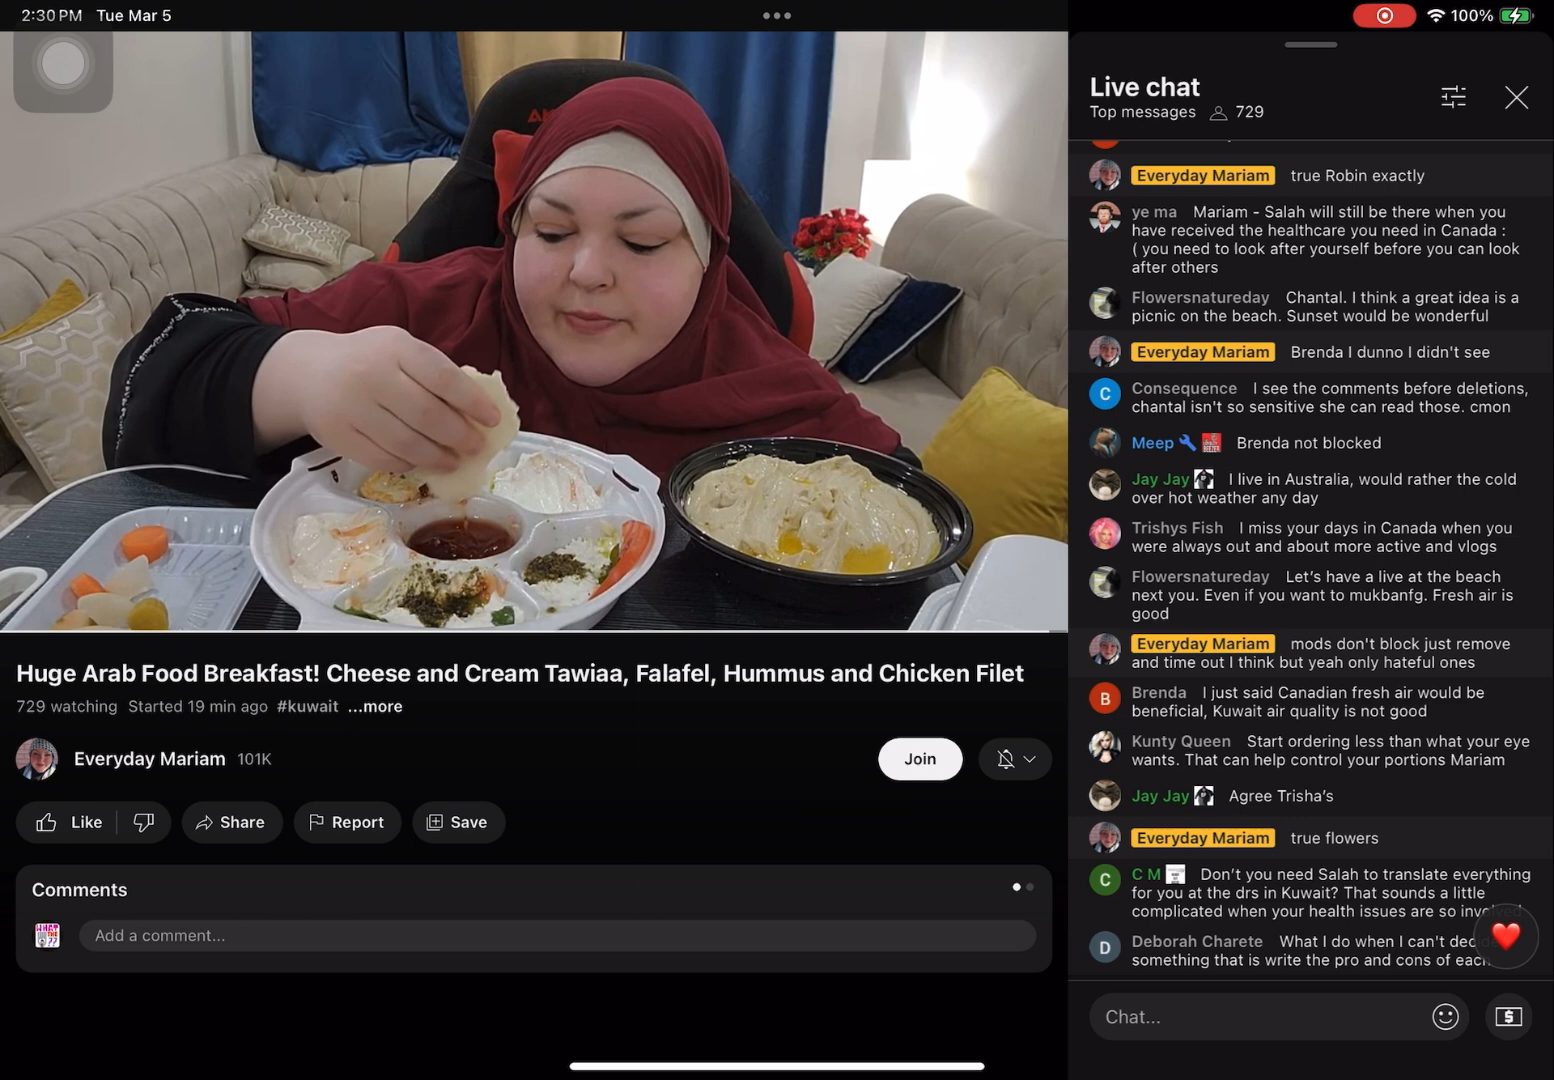 2:30 PM Tue Mar 5
100%
Live chat
Top messages 729
Everyday Mariam true Robin exactly
ye ma Mariam - Salah will still be there when you
have received the healthcare you need in Canada :
( you need to look after yourself before you can look
after others
Flowersnatureday Chantal. I think a great idea is a
picnic on the beach. Sunset would be wonderful
Everyday Mariam Brenda I dunno I didn't see
C
Consequence I see the comments before deletions,
chantal isn't so sensitive she can read those. cmon
Meep Brenda not blocked
Jay Jay I live in Australia, would rather the cold
over hot weather any day
Trishys Fish I miss your days in Canada when you
were always out and about more active and vlogs
Flowersnatureday Let's have a live at the beach
next you. Even if you want to mukbanfg. Fresh air is
good
Everyday Mariam mods don't block just remove
and time out I think but yeah only hateful ones
B
Brenda I just said Canadian fresh air would be
beneficial, Kuwait air quality is not good
Kunty Queen Start ordering less than what your eye
wants. That can help control your portions Mariam
Jay Jay Agree Trisha's
Everyday Mariam true flowers
C
C M Don't you need Salah to translate everything
for you at the drs in Kuwait? That sounds a little
complicated when your health issues are so involved
D
Deborah Charete What I do when I can't
something that is write the pro and cons of each
Chat...
Huge Arab Food Breakfast! Cheese and Cream Tawiaa, Falafel, Hummus and Chicken Filet
729 watching Started 19 min ago #kuwait ...more
Everyday Mariam 101K
Join
Like
Share
Report
Save
Comments
Add a comment...